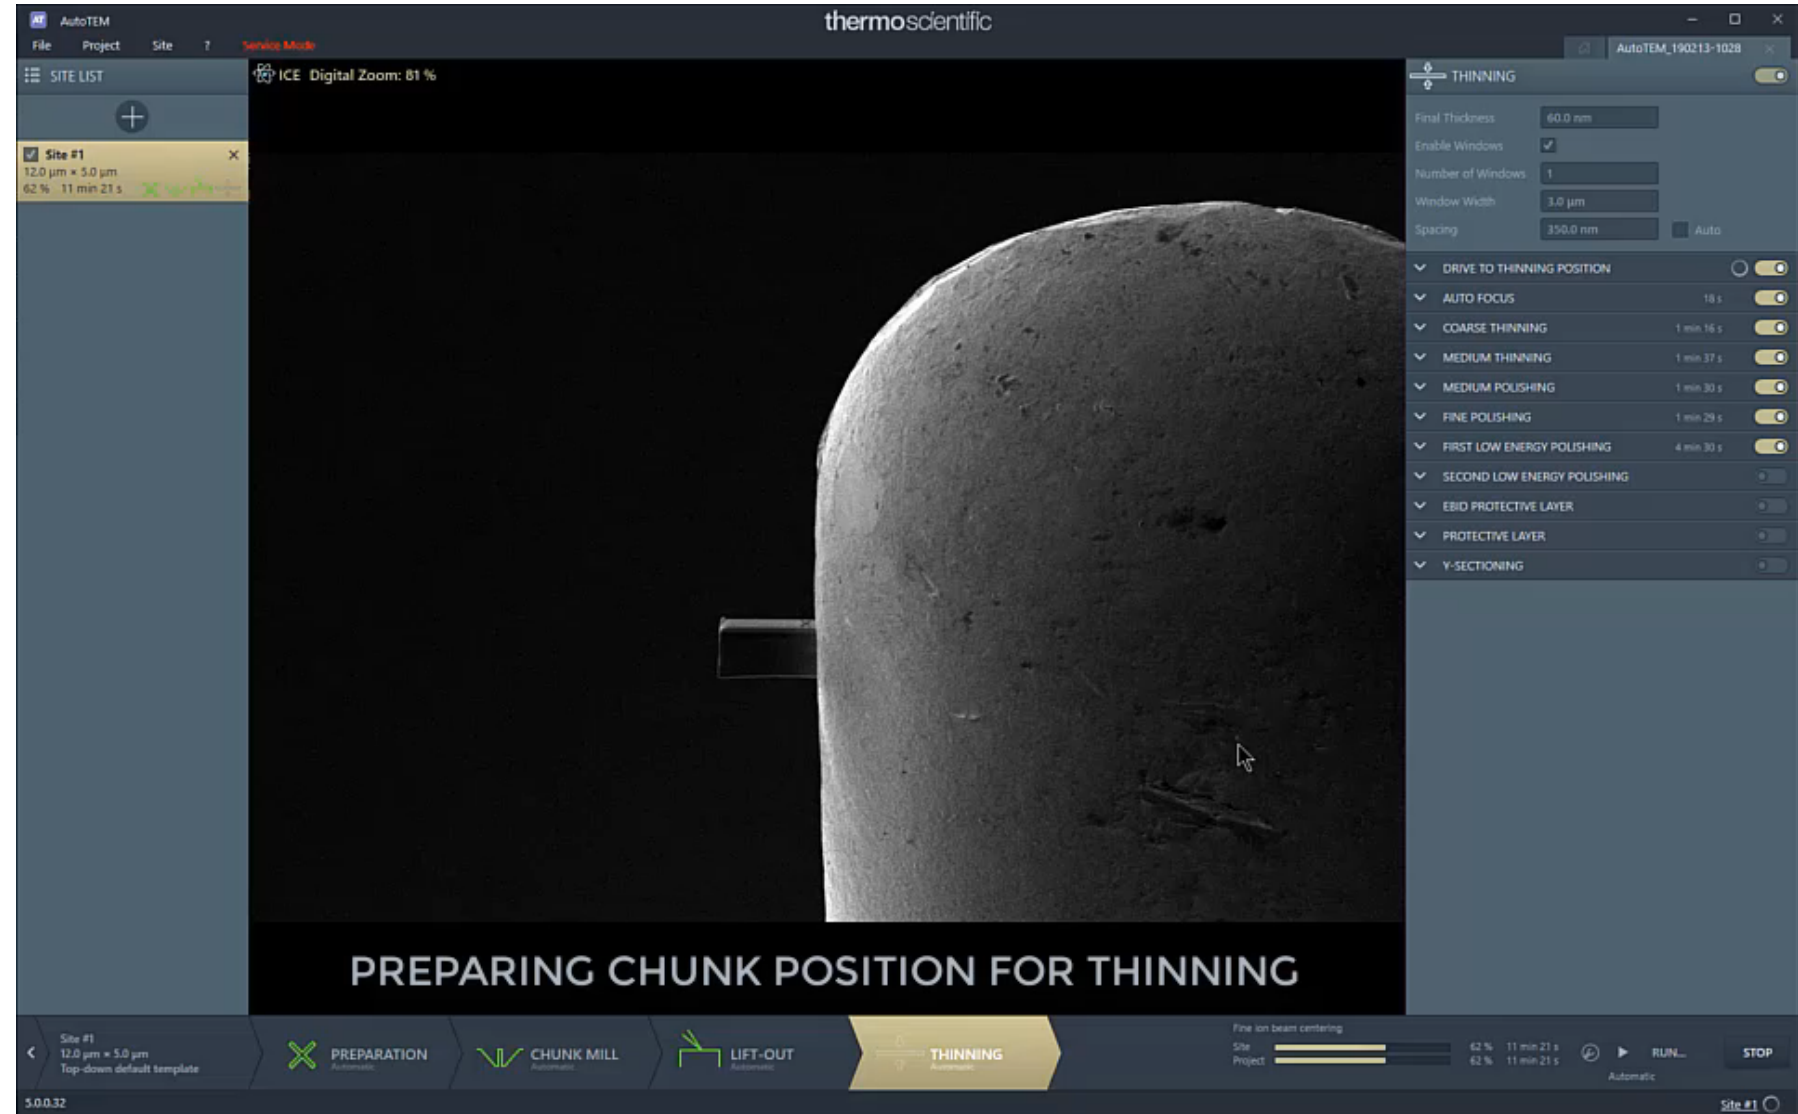 AT AutoTEM
thermoscientific
File Project Site ? Service Mode
AutoTEM_190213-1028
SITE LIST
Site #1
12.0 µm × 5.0 µm
62 % 11 min 21 s
ICE Digital Zoom: 81 %
THINNING
Final Thickness 60.0 nm
Enable Windows
Number of Windows 1
Window Width 3.0 µm
Spacing 350.0 nm Auto
DRIVE TO THINNING POSITION
AUTO FOCUS 18 s
COARSE THINNING 1 min 16 s
MEDIUM THINNING 1 min 37 s
MEDIUM POLISHING 1 min 30 s
FINE POLISHING 1 min 29 s
FIRST LOW ENERGY POLISHING 4 min 30 s
SECOND LOW ENERGY POLISHING
EBID PROTECTIVE LAYER
PROTECTIVE LAYER
Y-SECTIONING
PREPARING CHUNK POSITION FOR THINNING
Site #1
12.0 µm × 5.0 µm
Top-down default template
PREPARATION
Automatic
CHUNK MILL
Automatic
LIFT-OUT
Automatic
THINNING
Automatic
Fine ion beam centering
Site 62 % 11 min 21 s
Project 62 % 11 min 21 s
RUN...
Automatic
STOP
5.0.0.32
Site #1